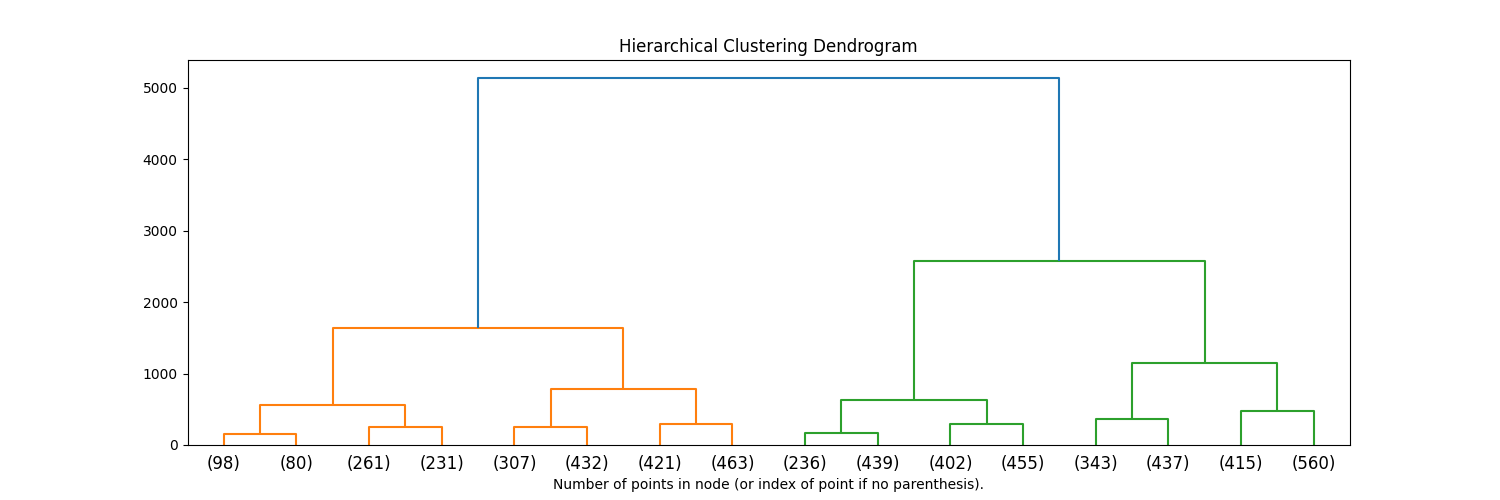 Hierarchical Clustering Dendrogram
5000
4000
3000
2000
1000
0
(98) (80) (261) (231) (307) (432) (421) (463) (236) (439) (402) (455) (343) (437) (415) (560)
Number of points in node (or index of point if no parenthesis).